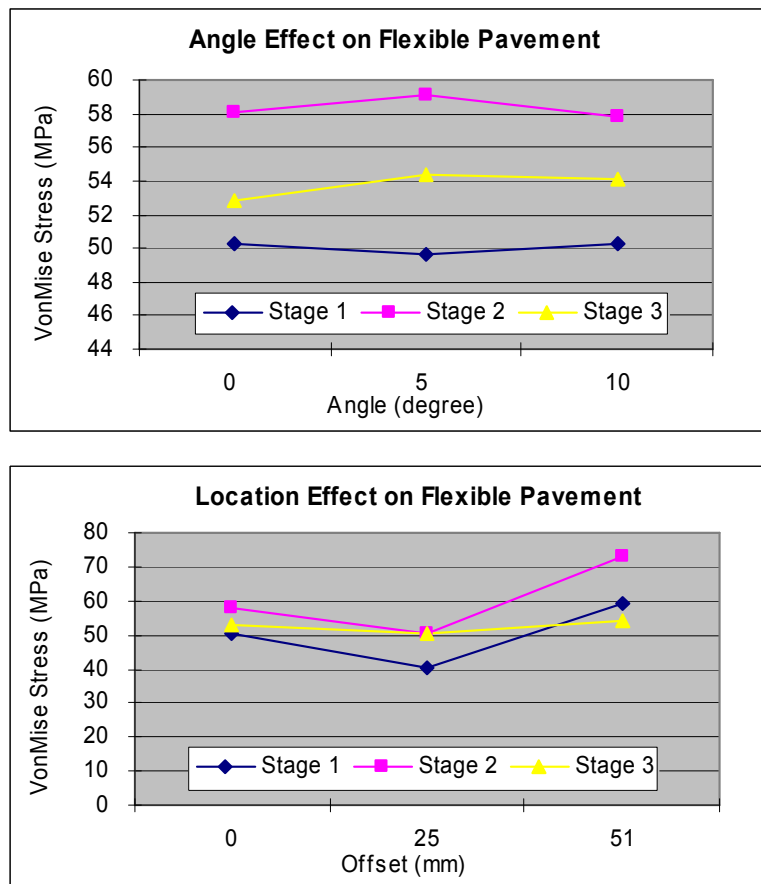 Angle Effect on Flexible Pavement
VonMise Stress (MPa)
60
58
56
54
52
50
48
46
44
Stage 1 Stage 2 Stage 3
0 5 10
Angle (degree)
Location Effect on Flexible Pavement
VonMise Stress (MPa)
80
70
60
50
40
30
20
10
0
Stage 1 Stage 2 Stage 3
0 25 51
Offset (mm)